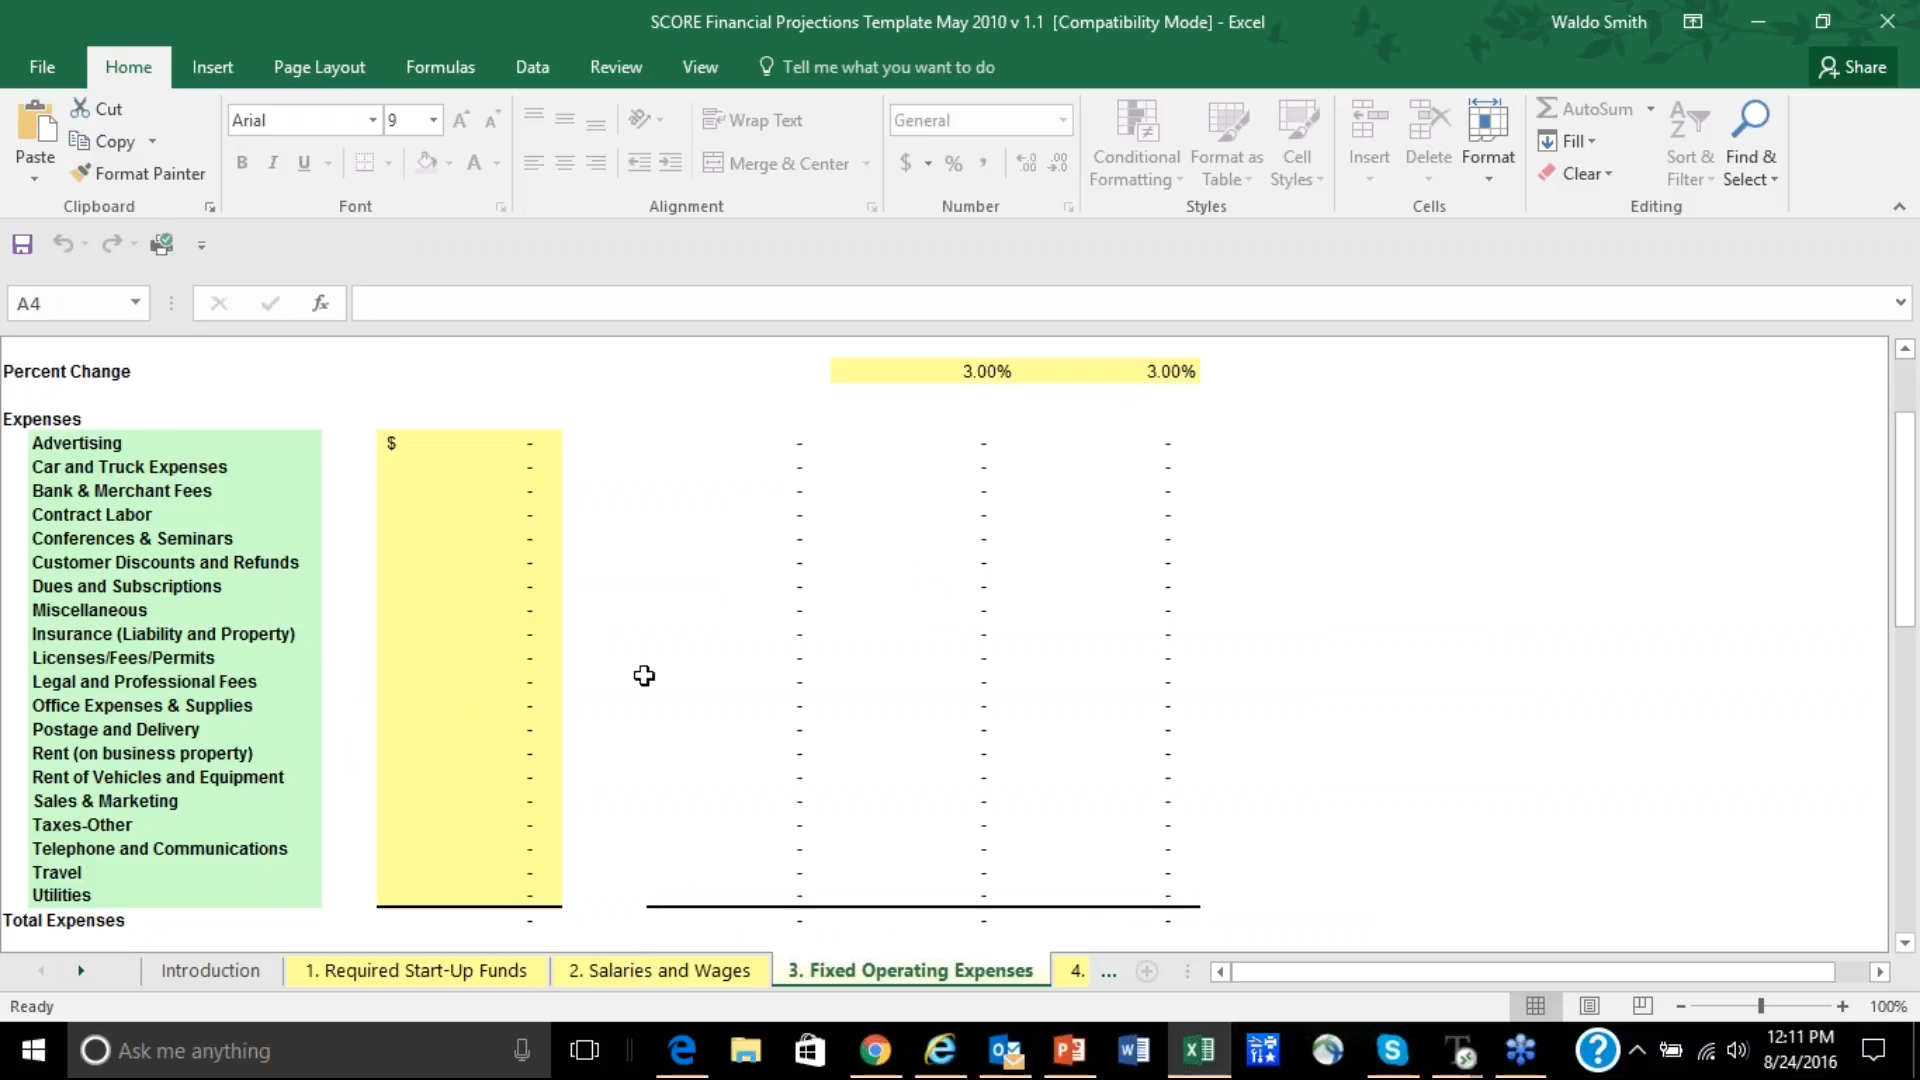 SCORE Financial Projections Template May 2010 v 1.1 [Compatibility Mode] - Excel
Waldo Smith
File Home Insert Page Layout Formulas Data Review View Tell me what you want to do Share
Paste
Cut
Copy
Format Painter
Clipboard
Arial 9
B I U A
Font
Wrap Text
Merge & Center
Alignment
General
$ % ,
Number
Conditional Formatting
Format as Table
Cell Styles
Styles
Insert Delete Format
Cells
AutoSum
Fill
Clear
Sort & Filter
Find & Select
Editing
A4 fx
Percent Change 3.00% 3.00%
Expenses
Advertising $ - - - -
Car and Truck Expenses - - - -
Bank & Merchant Fees - - - -
Contract Labor - - - -
Conferences & Seminars - - - -
Customer Discounts and Refunds - - - -
Dues and Subscriptions - - - -
Miscellaneous - - - -
Insurance (Liability and Property) - - - -
Licenses/Fees/Permits - - - -
Legal and Professional Fees - - - -
Office Expenses & Supplies - - - -
Postage and Delivery - - - -
Rent (on business property) - - - -
Rent of Vehicles and Equipment - - - -
Sales & Marketing - - - -
Taxes-Other - - - -
Telephone and Communications - - - -
Travel - - - -
Utilities - - - -
Total Expenses - - - -
Introduction 1. Required Start-Up Funds 2. Salaries and Wages 3. Fixed Operating Expenses 4. ...
Ready 100%
Ask me anything
12:11 PM
8/24/2016